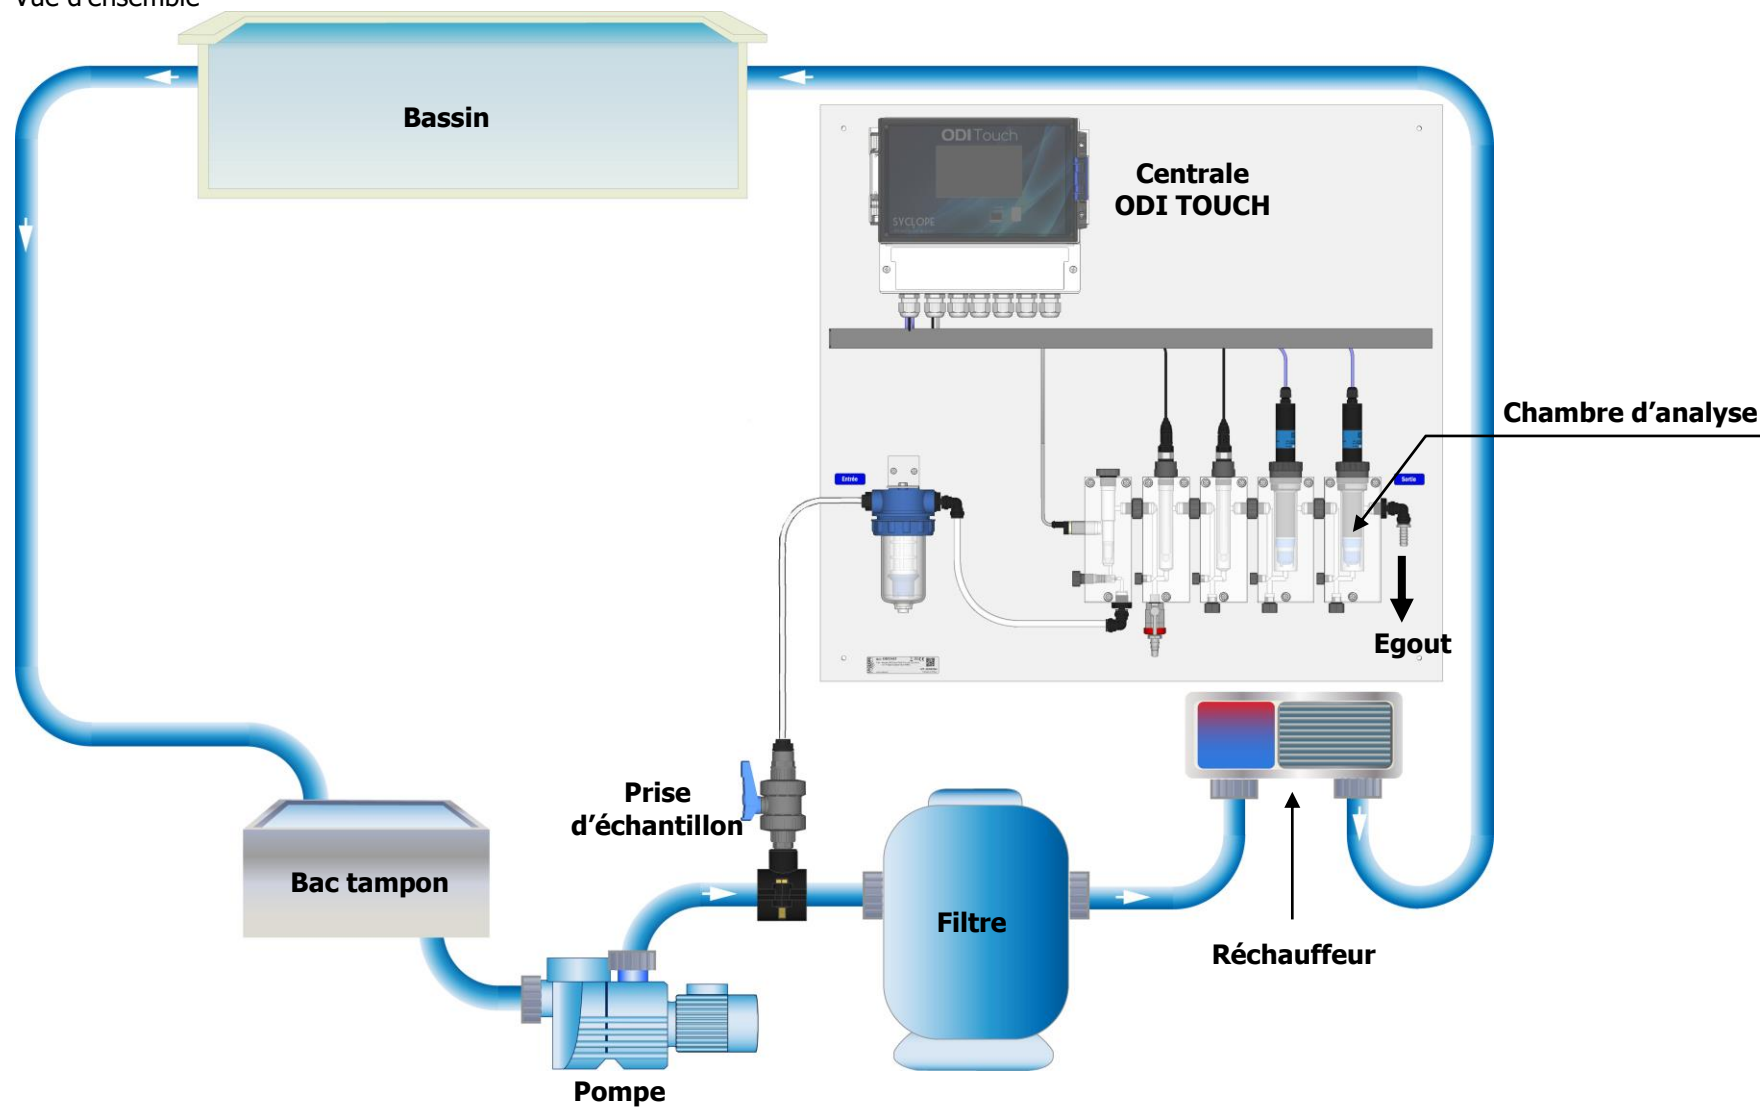 Vue d'ensemble
Bassin
ODI Touch
SYCLOPE
Centrale
ODI TOUCH
Chambre d'analyse
Entrée
Sortie
Egout
Prise
d'échantillon
Bac tampon
Filtre
Réchauffeur
Pompe